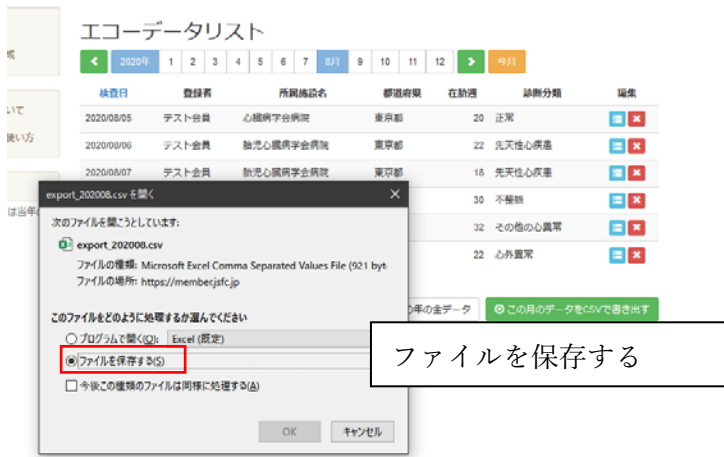 エコーデータリスト
2020年 1 2 3 4 5 6 7 8月 9 10 11 12 今月
検査日 登録者 所属施設名 都道府県 在胎週 診断分類 編集
いて
使い方
は当年
2020/08/05 テスト会員 心臓病学会病院 東京都 20 正常
2020/08/06 テスト会員 胎児心臓病学会病院 東京都 22 先天性心疾患
2020/08/07 テスト会員 胎児心臓病学会病院 東京都 18 先天性心疾患
30 不整脈
32 その他の心異常
22 心外異常
の年の全データ この月のデータをCSVで書き出す
export_202008.csv を開く
次のファイルを開こうとしています:
export_202008.csv
ファイルの種類: Microsoft Excel Comma Separated Values File (921 byt
ファイルの場所: https://member.jsfc.jp
このファイルをどのように処理するか選んでください
プログラムで開く(O): Excel (既定)
ファイルを保存する(S)
今後この種類のファイルは同様に処理する(A)
OK キャンセル
ファイルを保存する